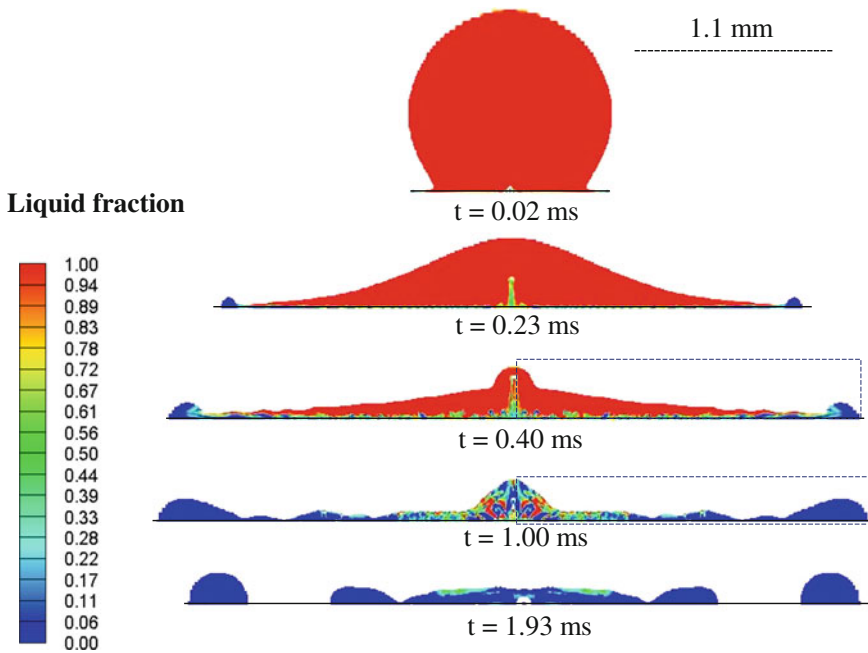 1.1 mm
t = 0.02 ms
Liquid fraction
t = 0.23 ms
1.00
0.94
0.89
0.83
0.78
0.72
0.67
0.61
0.56
0.50
0.44
0.39
0.33
0.28
0.22
0.17
0.11
0.06
0.00
t = 0.40 ms
t = 1.00 ms
t = 1.93 ms